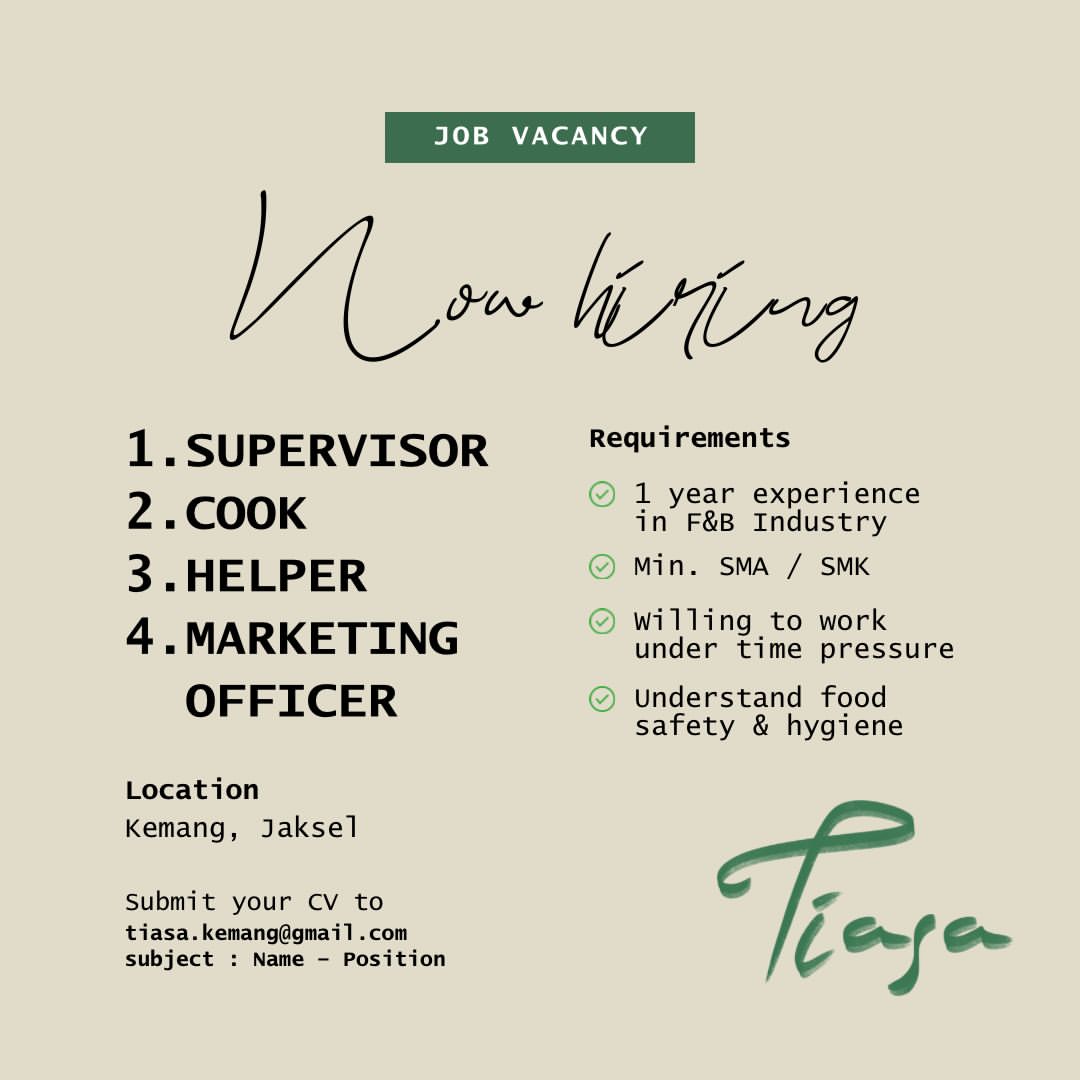 JOB VACANCY
Now hiring
1.SUPERVISOR
2.COOK
3.HELPER
4.MARKETING
OFFICER
Requirements
1 year experience
in F&B Industry
Min. SMA / SMK
Willing to work
under time pressure
Understand food
safety & hygiene
Location
Kemang, Jaksel
Submit your CV to
tiasa.kemang@gmail.com
subject : Name – Position
Tiasa